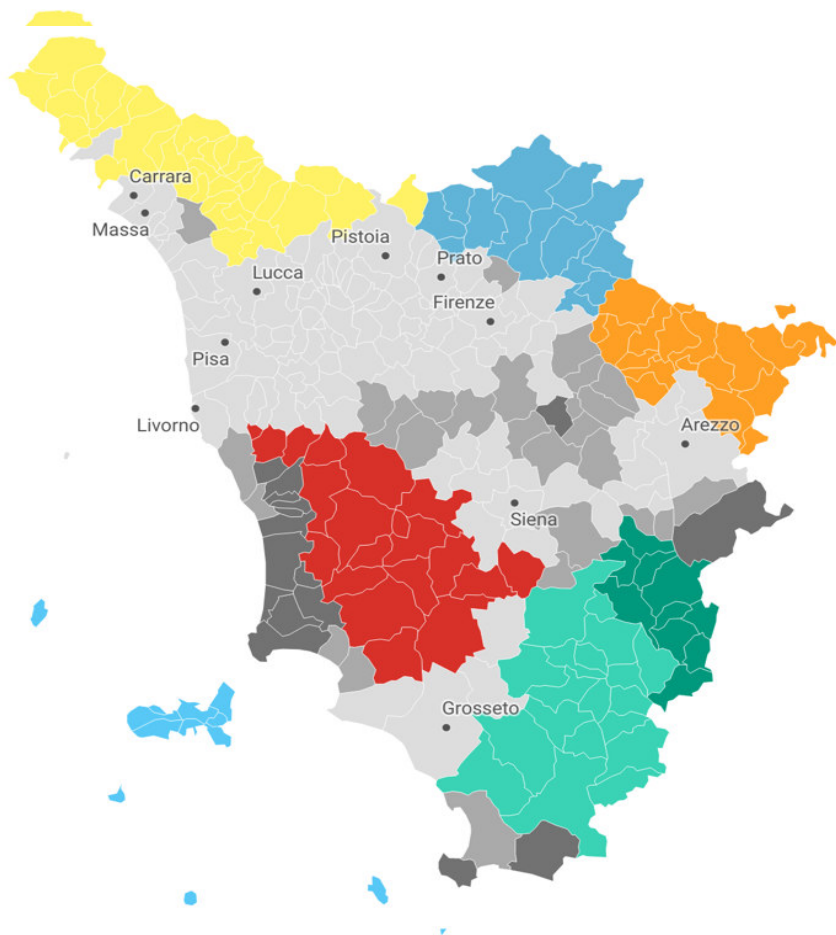 Carrara
Massa
Pistoia
Prato
Lucca
Firenze
Pisa
Livorno
Arezzo
Siena
Grosseto